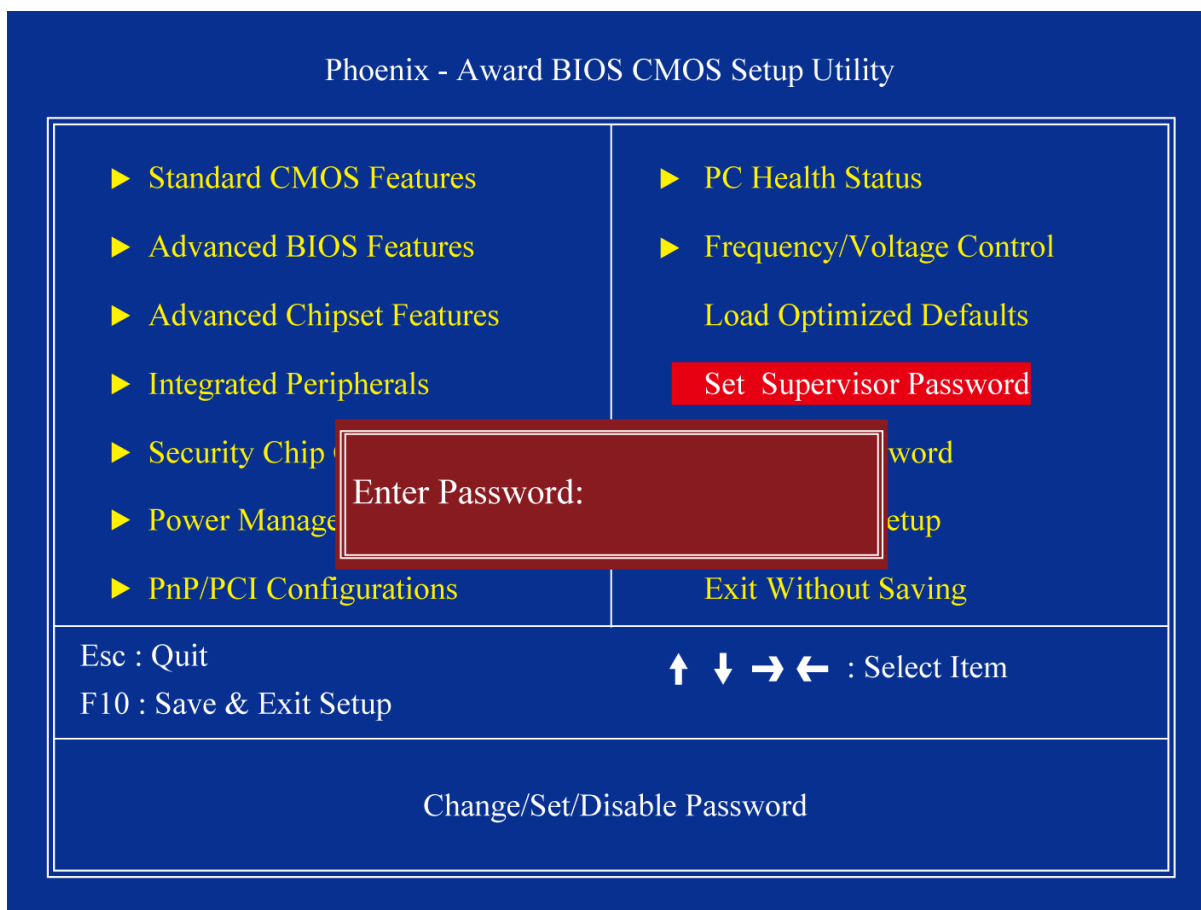 Phoenix - Award BIOS CMOS Setup Utility
Standard CMOS Features
Advanced BIOS Features
Advanced Chipset Features
Integrated Peripherals
Security Chip
Power Manage
PnP/PCI Configurations
PC Health Status
Frequency/Voltage Control
Load Optimized Defaults
Set Supervisor Password
word
etup
Exit Without Saving
Enter Password:
Esc : Quit
F10 : Save & Exit Setup
↑ ↓ → ← : Select Item
Change/Set/Disable Password